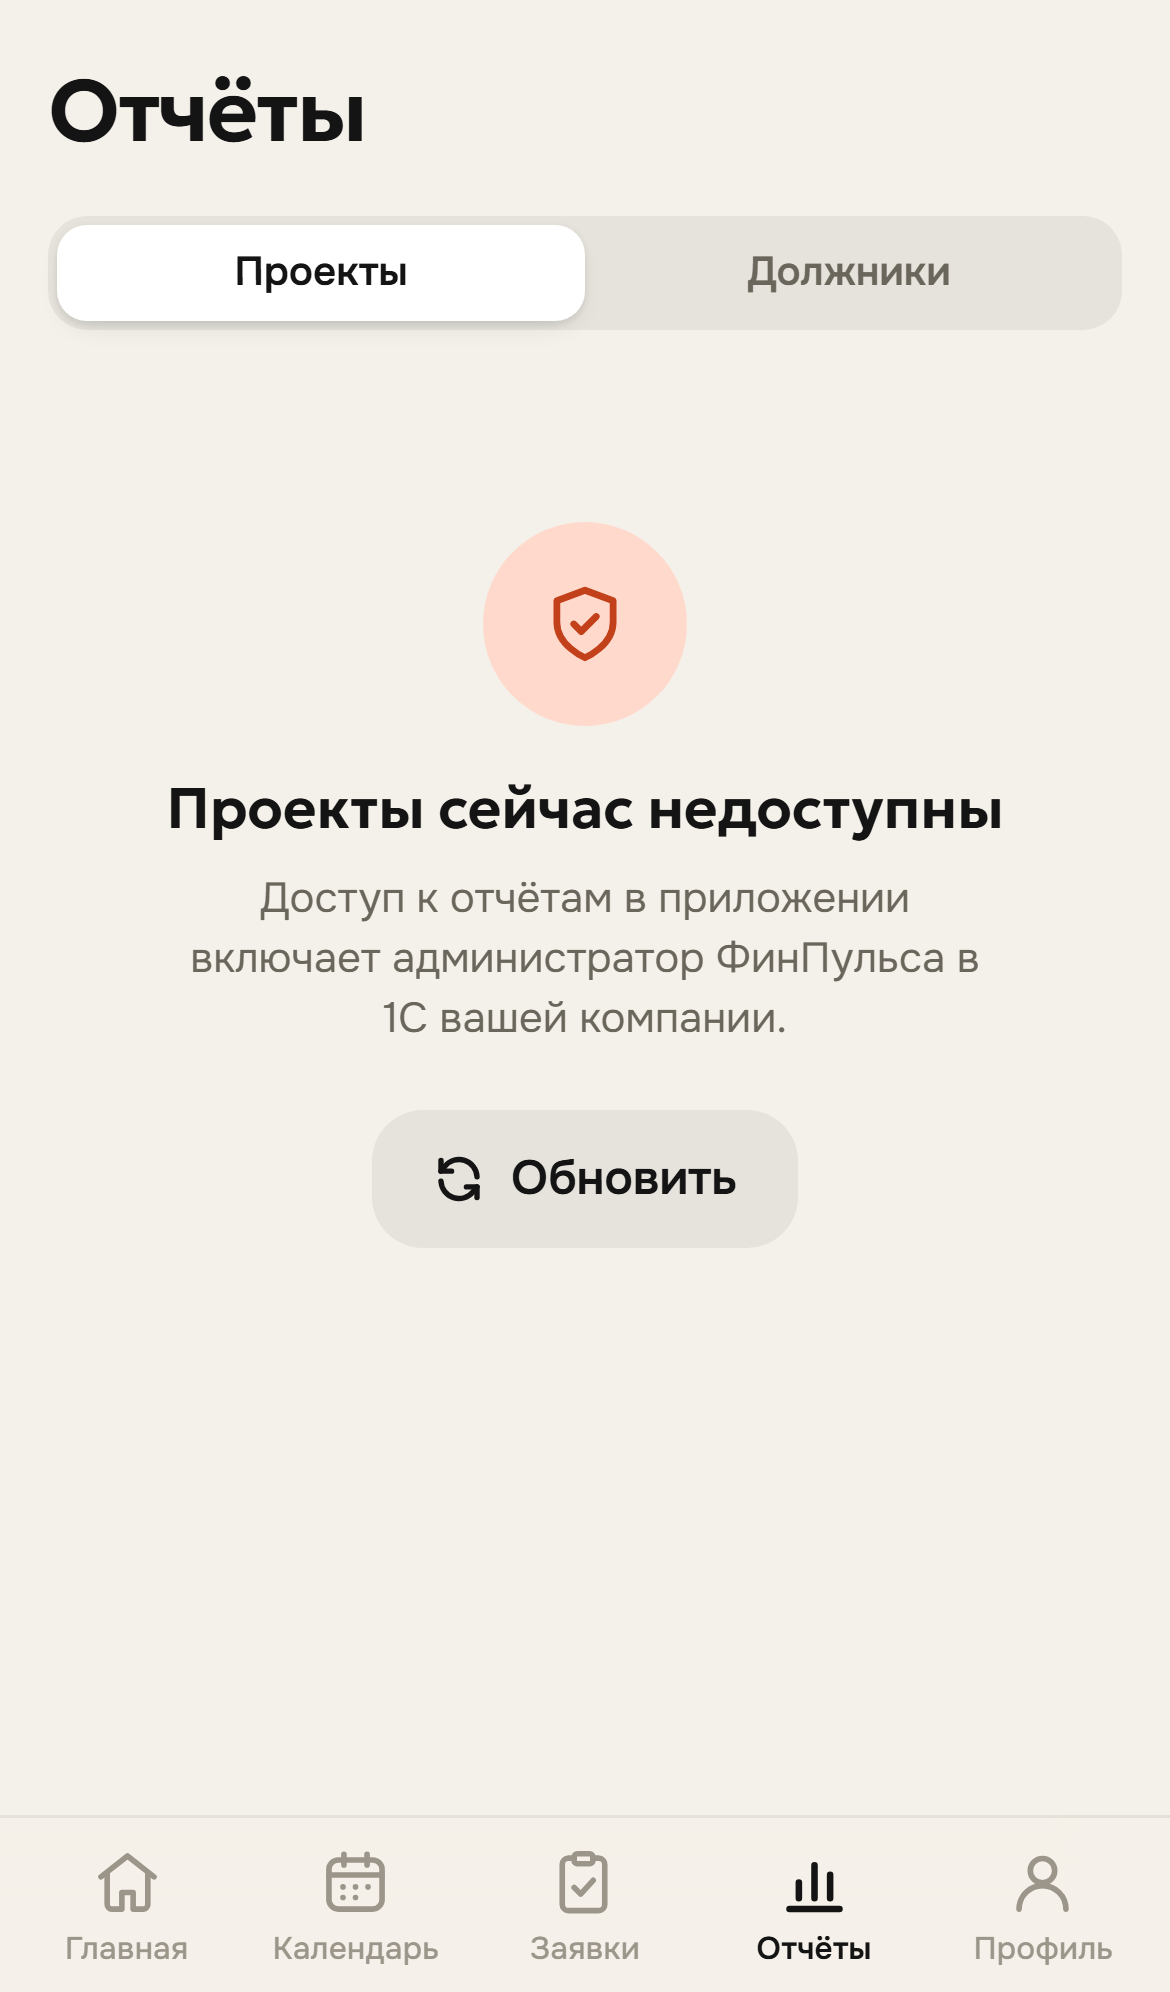 Отчёты
Проекты
Должники
Проекты сейчас недоступны
Доступ к отчётам в приложении
включает администратор ФинПульса в
1С вашей компании.
Обновить
Главная
Календарь
Заявки
Отчёты
Профиль